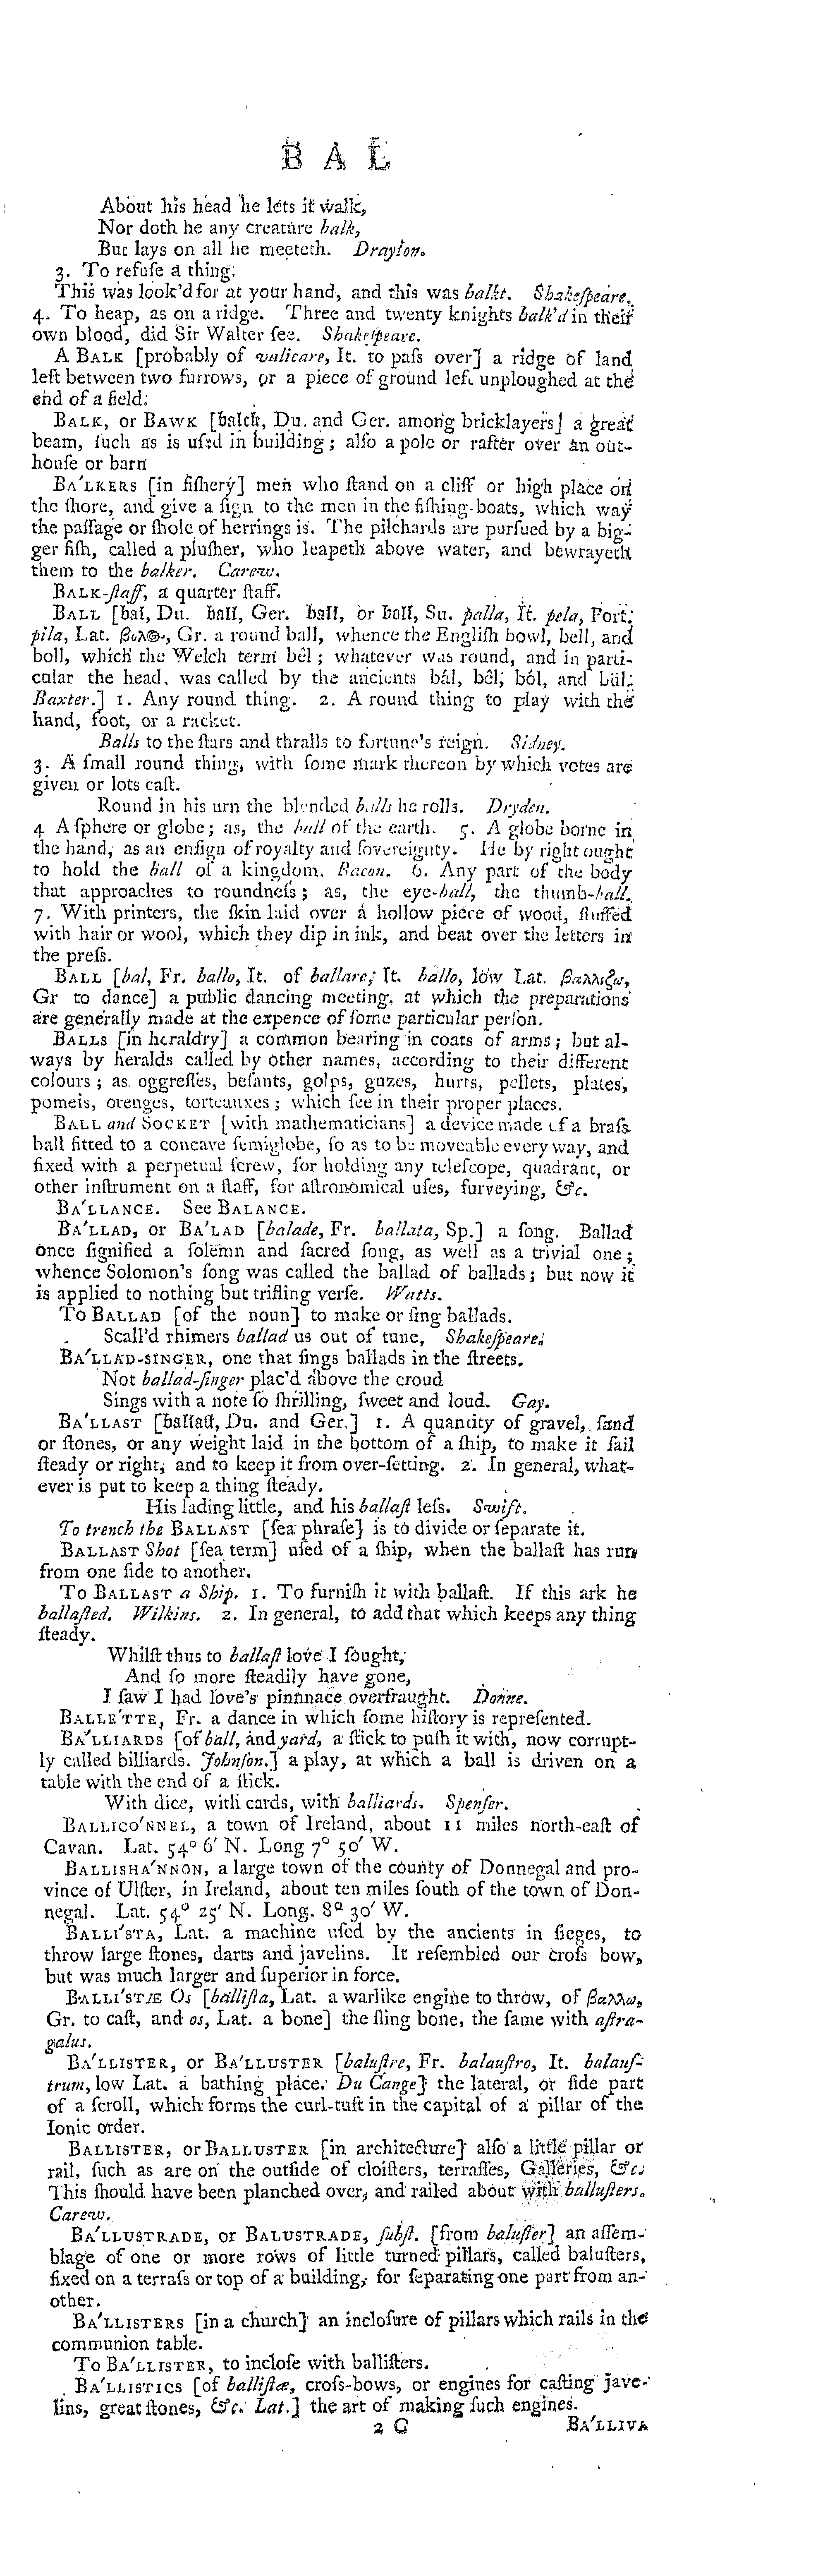 B A L
About his head he lets it walk,
Nor doth he any creature balk,
But lays on all he meeteth. Drayton.
3. To refuſe a thing.
This was look'd for at your hand, and this was balkt. Shakeſpeare.
4. To heap, as on a ridge. Three and twenty knights balk'd in their
own blood, did Sir Walter ſee. Shakeſpeare.
A BALK [probably of valicare, It. to paſs over] a ridge of land
left between two furrows, or a piece of ground left unploughed at the
end of a field.
BALK, or BAWK [balck, Du. and Ger. among bricklayers] a great
beam, ſuch as is uſed in building; alſo a pole or rafter over an out-
houſe or barn
BA'LKERS [in fiſhery] men who ſtand on a cliff or high place on
the ſhore, and give a ſign to the men in the fiſhing-boats, which way
the paſſage or ſhole of herrings is. The pilchards are purſued by a big-
ger fiſh, called a pluſher, who leapeth above water, and bewrayeth
them to the balker. Carew.
BALK-ſtaff, a quarter ſtaff.
BALL [bal, Du. ball, Ger. ball, or boll, Su. palla, It. pela, Port.
pila, Lat. βολ@, Gr. a round ball, whence the Engliſh bowl, bell, and
boll, which the Welch term bêl; whatever was round, and in parti-
cular the head, was called by the ancients bál, bêl, ból, and bül.
Baxter.] 1. Any round thing. 2. A round thing to play with the
hand, foot, or a racket.
Balls to the ſtars and thralls to fortune's reign. Sidney.
3. A ſmall round thing, with ſome mark thereon by which votes are
given or lots caſt.
Round in his urn the blended balls he rolls. Dryden.
4 A ſphere or globe; as, the ball of the earth. 5. A globe borne in
the hand, as an enſign of royalty and ſovereignty. He by right ought
to hold the ball of a kingdom. Bacon. 6. Any part of the body
that approaches to roundneſs; as, the eye-ball, the thumb-ball.
7. With printers, the ſkin laid over a hollow piece of wood, ſtuffed
with hair or wool, which they dip in ink, and beat over the letters in
the preſs.
BALL [bal, Fr. ballo, It. of ballare, It. ballo, low Lat. βαλλιζω,
Gr to dance] a public dancing meeting, at which the preparations
are generally made at the expence of ſome particular perſon.
BALLS [in heraldry] a common bearing in coats of arms; but al-
ways by heralds called by other names, according to their different
colours; as oggreſſes, beſants, golps, guzes, hurts, pellets, plates,
pomeis, orenges, torteauxes; which ſee in their proper places.
BALL and SOCKET [with mathematicians] a device made of a braſs
ball fitted to a concave ſemiglobe, ſo as to be moveable every way, and
fixed with a perpetual ſcrew, for holding any teleſcope, quadrant, or
other inſtrument on a ſtaff, for aſtronomical uſes, ſurveying, &c.
BA'LLANCE. See BALANCE.
BA'LLAD, or BA'LAD [balade, Fr. ballata, Sp.] a ſong. Ballad
once ſignified a ſolemn and ſacred ſong, as well as a trivial one;
whence Solomon's ſong was called the ballad of ballads; but now it
is applied to nothing but trifling verſe. Watts.
To BALLAD [of the noun] to make or ſing ballads.
Scall'd rhimers ballad us out of tune, Shakeſpeare.
BA'LLAD-SINGER, one that ſings ballads in the ſtreets.
Not ballad-ſinger plac'd above the croud
Sings with a note ſo ſhrilling, ſweet and loud. Gay.
BA'LLAST [ballaſt, Du. and Ger.] 1. A quantity of gravel, ſand
or ſtones, or any weight laid in the bottom of a ſhip, to make it ſail
ſteady or right, and to keep it from over-ſetting. 2. In general, what-
ever is put to keep a thing ſteady.
His lading little, and his ballaſt leſs. Swift.
To trench the BALLAST [ſea phraſe] is to divide or ſeparate it.
BALLAST Shot [ſea term] uſed of a ſhip, when the ballaſt has run
from one ſide to another.
To BALLAST a Ship. 1. To furniſh it with ballaſt. If this ark be
ballaſted. Wilkins. 2. In general, to add that which keeps any thing
ſteady.
Whilſt thus to ballaſt love I ſought,
And ſo more ſteadily have gone,
I ſaw I had love's pinnnace overfraught. Donne.
BALLE'TTE, Fr. a dance in which ſome hiſtory is repreſented.
BA'LLIARDS [of ball, and yard, a ſtick to puſh it with, now corrupt-
ly called billiards. Johnſon.] a play, at which a ball is driven on a
table with the end of a ſtick.
With dice, with cards, with balliards. Spenſer.
BALLICO'NNEL, a town of Ireland, about 11 miles north-eaſt of
Cavan. Lat. 54° 6' N. Long 7° 50' W.
BALLISHA'NNON, a large town of the county of Donnegal and pro-
vince of Ulſter, in Ireland, about ten miles ſouth of the town of Don-
negal. Lat. 54° 25' N. Long. 8° 30' W.
BALLI'STA, Lat. a machine uſed by the ancients in ſieges, to
throw large ſtones, darts and javelins. It reſembled our croſs bow,
but was much larger and ſuperior in force.
BALLI'STÆ Os [balliſta, Lat. a warlike engine to throw, of βαλλω,
Gr. to caſt, and os, Lat. a bone] the ſling bone, the ſame with aſtra-
galus.
BA'LLISTER, or BA'LLUSTER [baluſtre, Fr. balauſtro, It. balauſ-
trum, low Lat. a bathing place. Du Cange] the lateral, or ſide part
of a ſcroll, which forms the curl-tuft in the capital of a pillar of the
Ionic order.
BALLISTER, or BALLUSTER [in architecture] alſo a little pillar or
rail, ſuch as are on the outſide of cloiſters, terraſſes, Galleries, &c.
This ſhould have been planched over, and railed about with balluſters.
Carew.
BA'LLUSTRADE, or BALUSTRADE, ſubſt. [from baluſter] an aſſem-
blage of one or more rows of little turned pillars, called baluſters,
fixed on a terraſs or top of a building, for ſeparating one part from an-
other.
BA'LLISTERS [in a church] an incloſure of pillars which rails in the
communion table.
To BA'LLISTER, to incloſe with balliſters.
BA'LLISTICS [of balliſtæ, croſs-bows, or engines for caſting jave-
lins, great ſtones, &c. Lat.] the art of making ſuch engines.
2 G BA'LLIVA